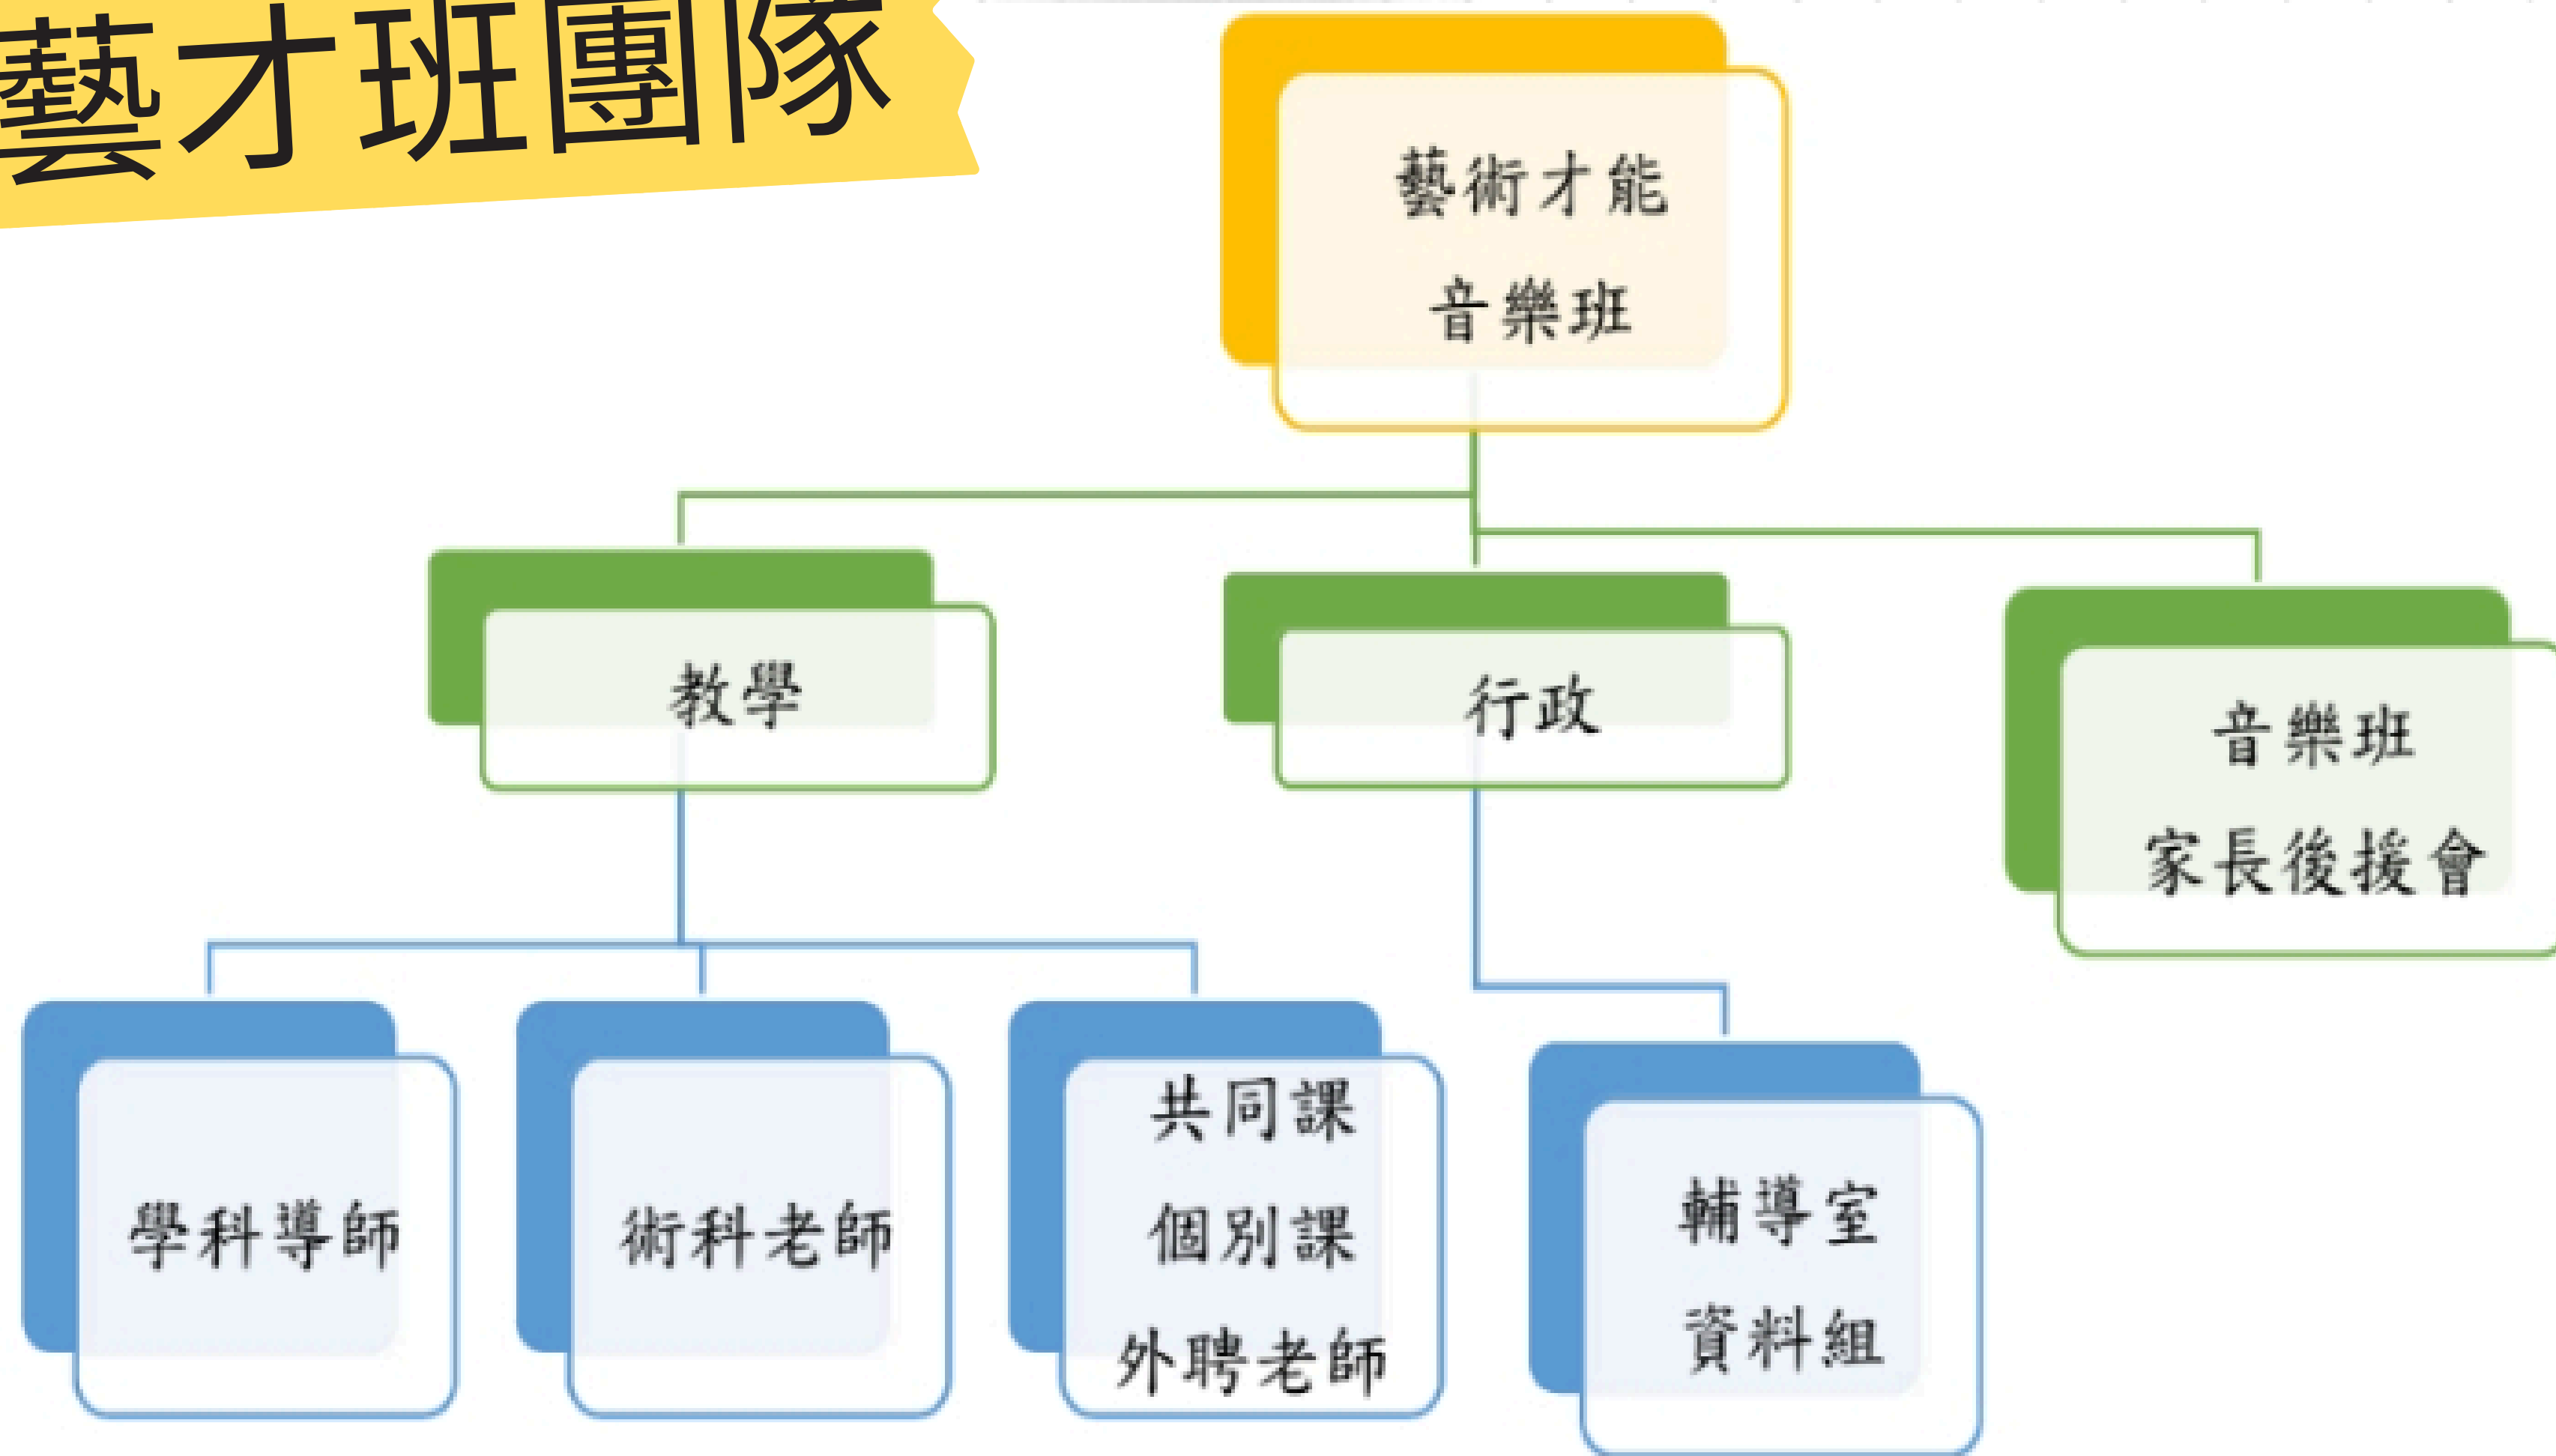 藝才班團隊
藝術才能
音樂班
教學
行政
音樂班
家長後援會
學科導師
術科老師
共同課
個別課
外聘老師
輔導室
資料組